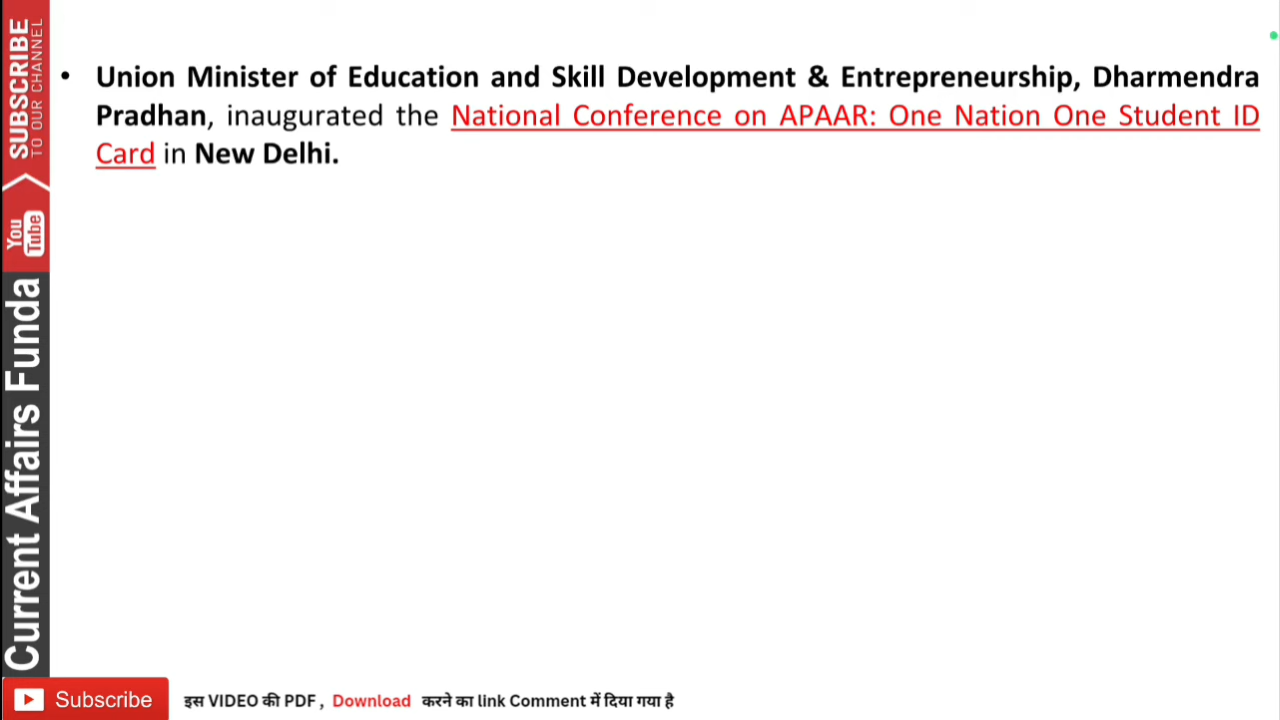 • Union Minister of Education and Skill Development & Entrepreneurship, Dharmendra
Pradhan, inaugurated the National Conference on APAAR: One Nation One Student ID
Card in New Delhi.
SUBSCRIBE
TO OUR CHANNEL
You
Tube
Current Affairs Funda
Subscribe
इस VIDEO की PDF , Download करने का link Comment में दिया गया है